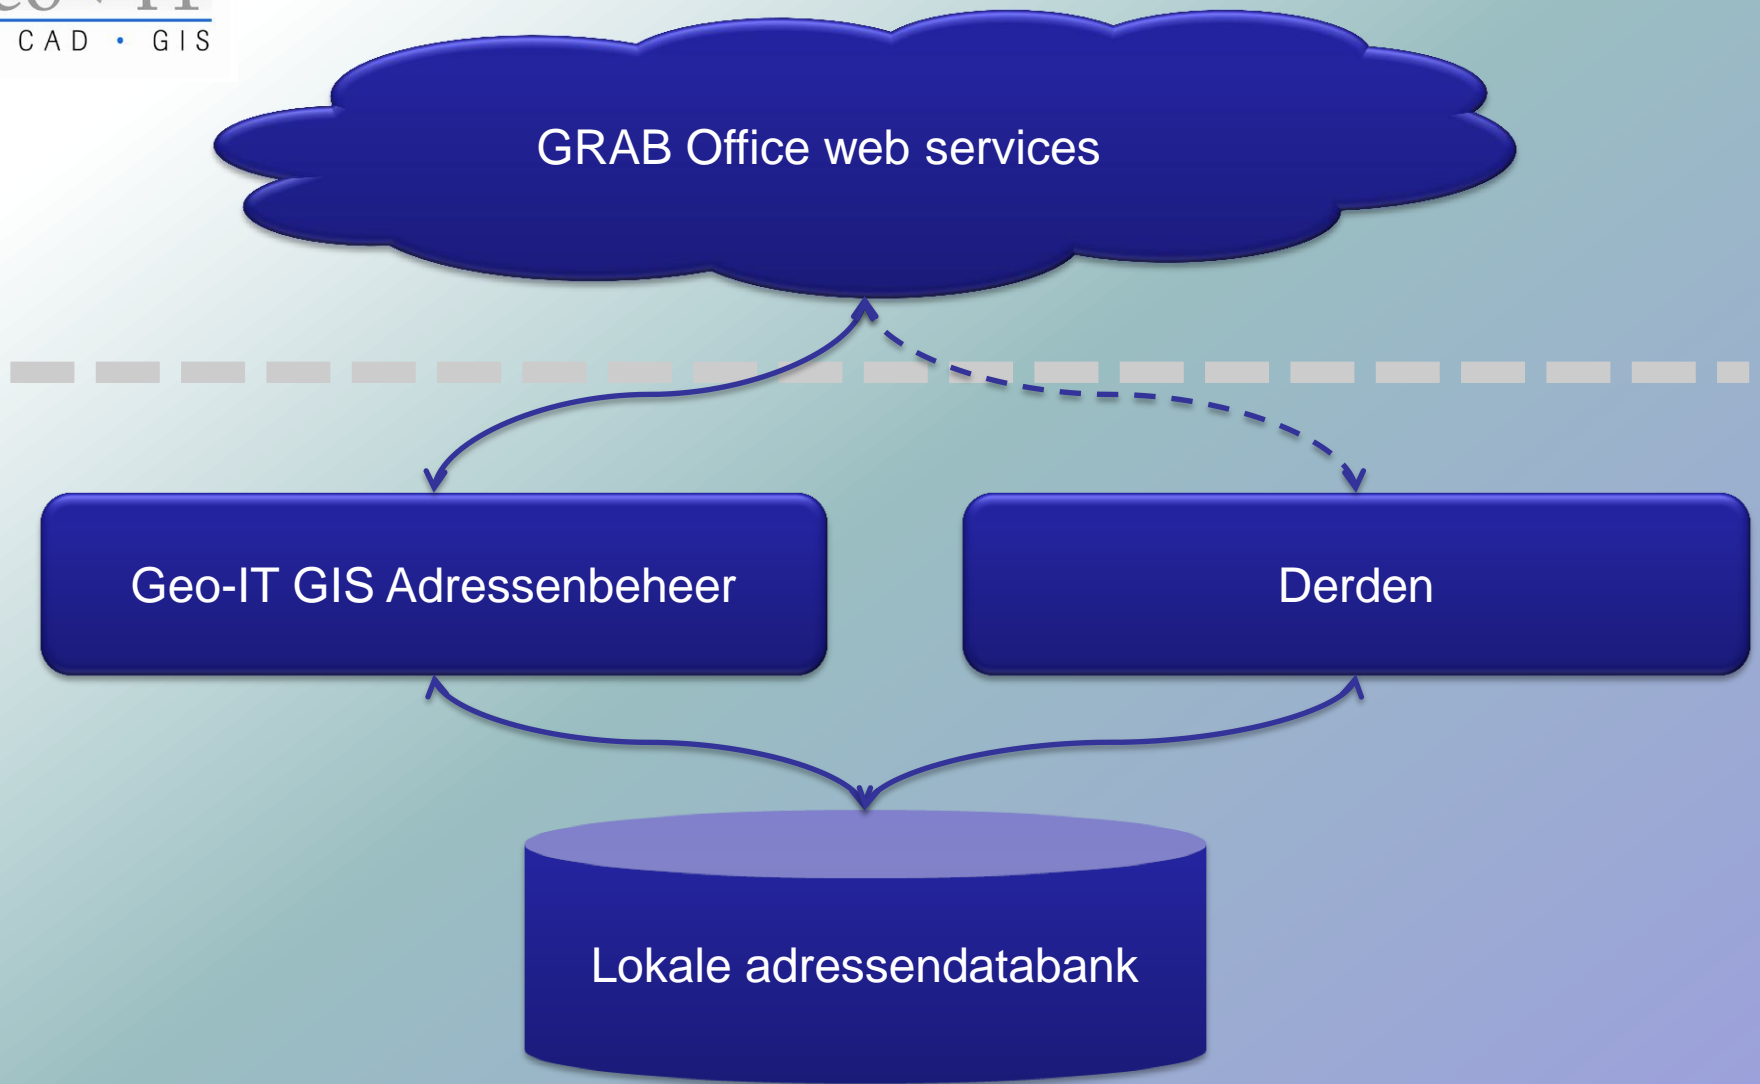 CAD • GIS
GRAB Office web services
Geo-IT GIS Adressenbeheer
Derden
Lokale adressendatabank